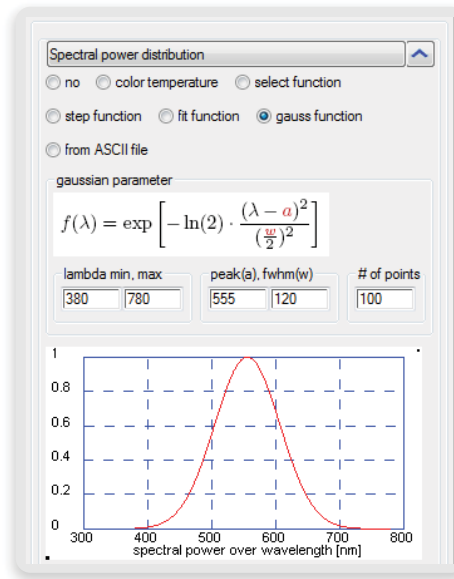 Spectral power distribution
no color temperature select function
step function fit function gauss function
from ASCII file
gaussian parameter
f(λ) = exp[−ln(2) · (λ − a)² / (w/2)²]
lambda min, max peak(a), fwhm(w) # of points
380 780 555 120 100
1
0.8
0.6
0.4
0.2
0
300 400 500 600 700 800
spectral power over wavelength [nm]